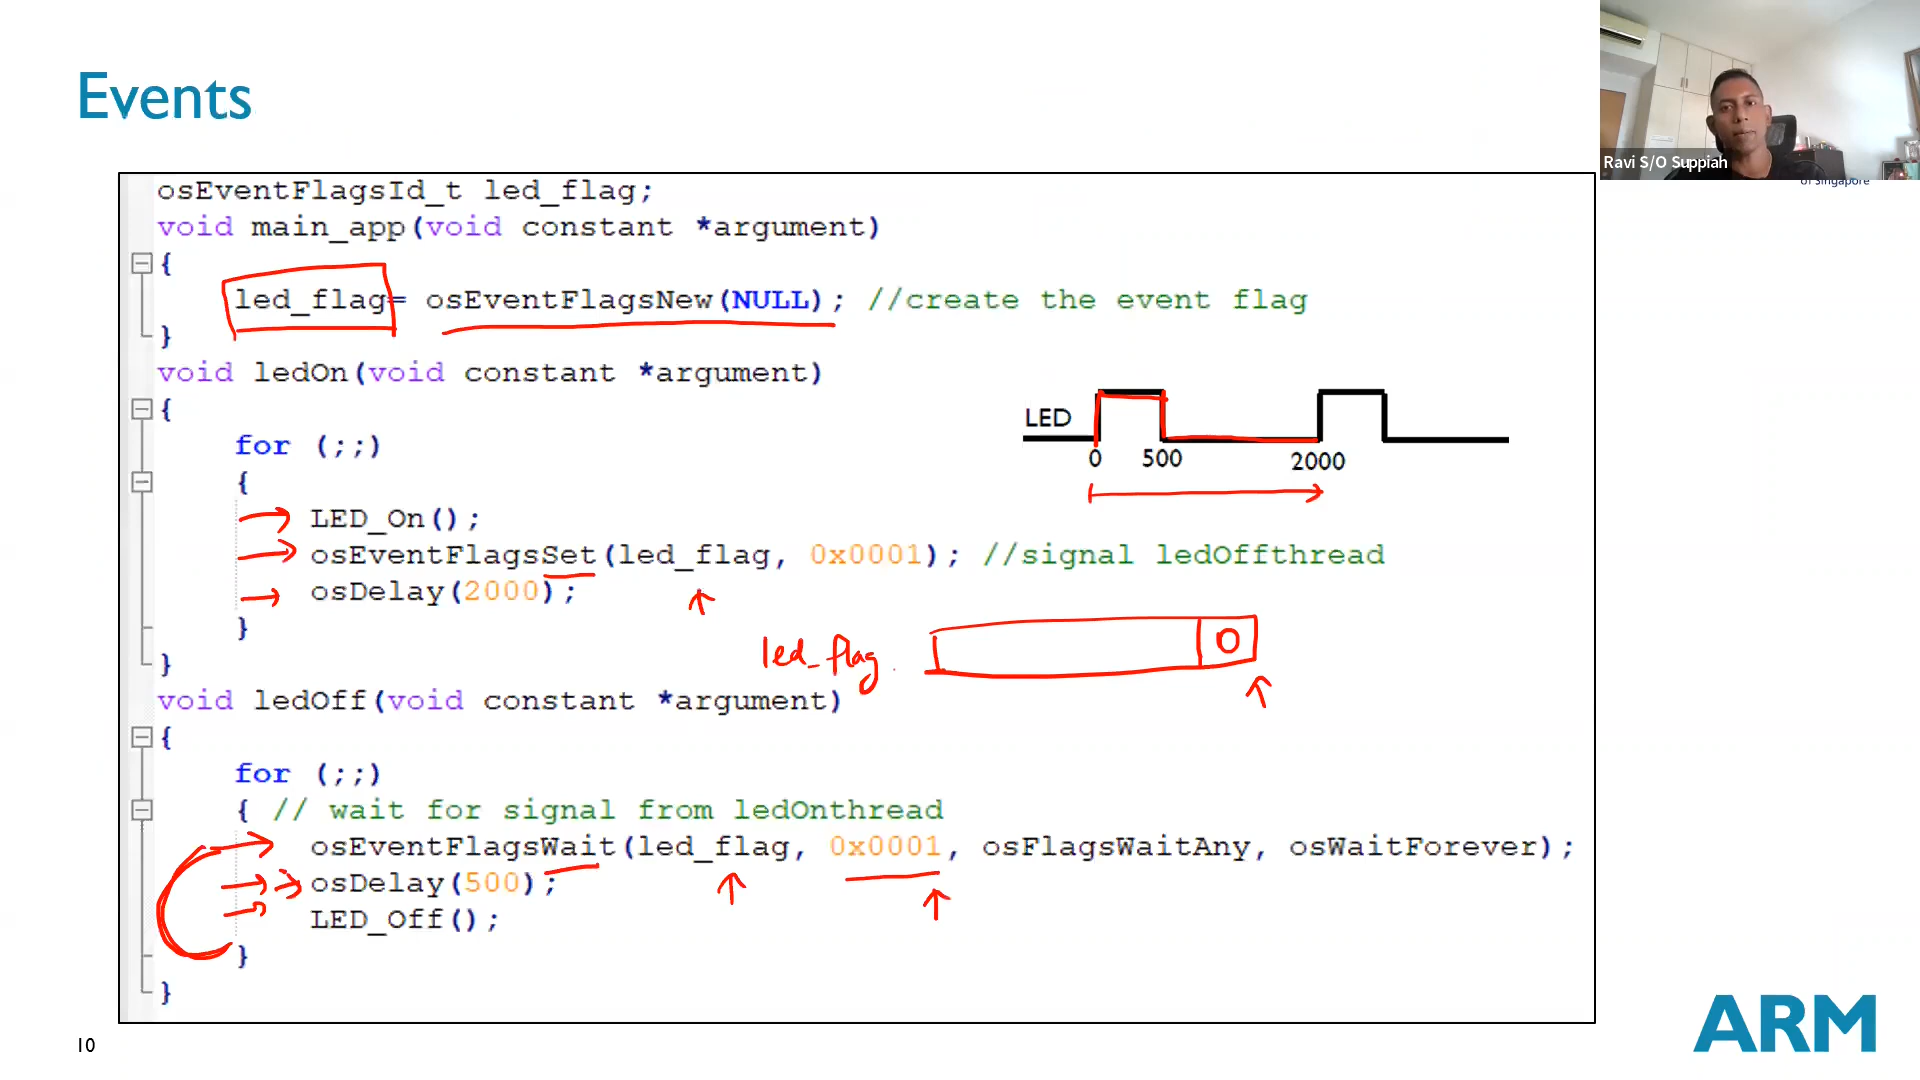 Events
Ravi S/O Suppiah
of Singapore
osEventFlagsId_t led_flag;
void main_app(void constant *argument)
{
led_flag= osEventFlagsNew(NULL); //create the event flag
}
void ledOn(void constant *argument)
{
for (;;)
{
LED_On();
osEventFlagsSet(led_flag, 0x0001); //signal ledOffthread
osDelay(2000);
}
}
LED
0 500 2000
led_flag
0
void ledOff(void constant *argument)
{
for (;;)
{ // wait for signal from ledOnthread
osEventFlagsWait(led_flag, 0x0001, osFlagsWaitAny, osWaitForever);
osDelay(500);
LED_Off();
}
}
10
ARM